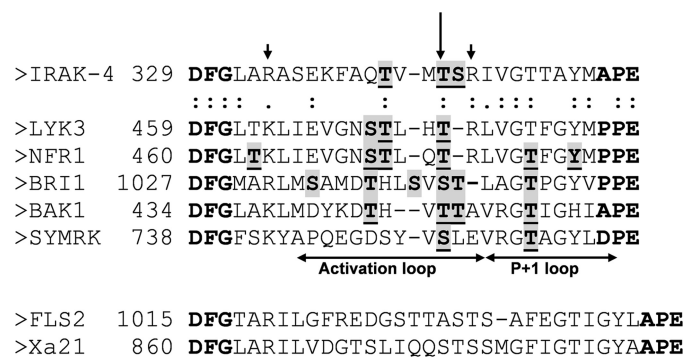 >IRAK-4 329 DFGLARASEKFAQTV-MTSRIVGTTAYMAPE
:::: . : : : : :.:: :: ::
>LYK3 459 DFGLTKLIEVGNSTL-HT-RLVGTFGYMPPE
>NFR1 460 DFGLTKLIEVGNSTL-QT-RLVGTFGYMPPE
>BRI1 1027 DFGMARLMSAMDTHLSVST-LAGTPGYVPPE
>BAK1 434 DFGLAKLMDYKDTH--VTTAVRGTIGHIAPE
>SYMRK 738 DFGFSKYAPQEGDSY-VSLEVRGTAGYLDPE
Activation loop P+1 loop
>FLS2 1015 DFGTARILGFREDGSTTASTS-AFEGTIGYLAPE
>Xa21 860 DFGLARILVDGTSLIQQSTSSMGFIGTIGYAAPE